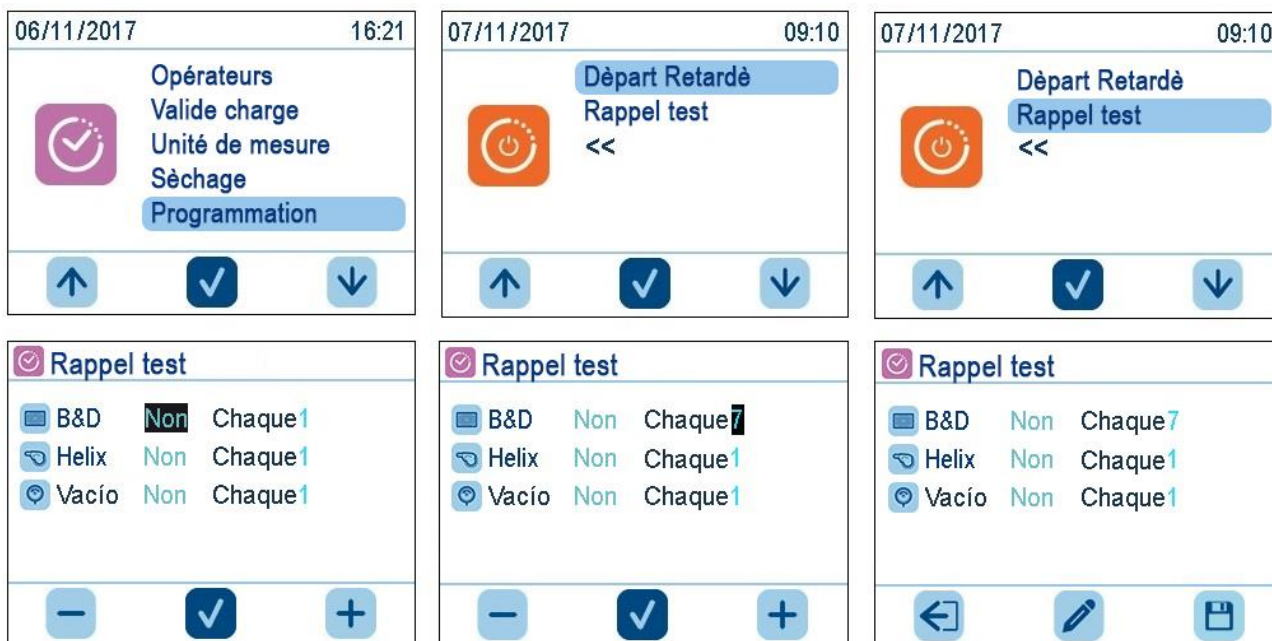 06/11/2017 16:21
Opérateurs
Valide charge
Unité de mesure
Sèchage
Programmation
07/11/2017 09:10
Dèpart Retardè
Rappel test
<<
07/11/2017 09:10
Dèpart Retardè
Rappel test
<<
Rappel test
B&D Non Chaque1
Helix Non Chaque1
Vacío Non Chaque1
Rappel test
B&D Non Chaque7
Helix Non Chaque1
Vacío Non Chaque1
Rappel test
B&D Non Chaque7
Helix Non Chaque1
Vacío Non Chaque1